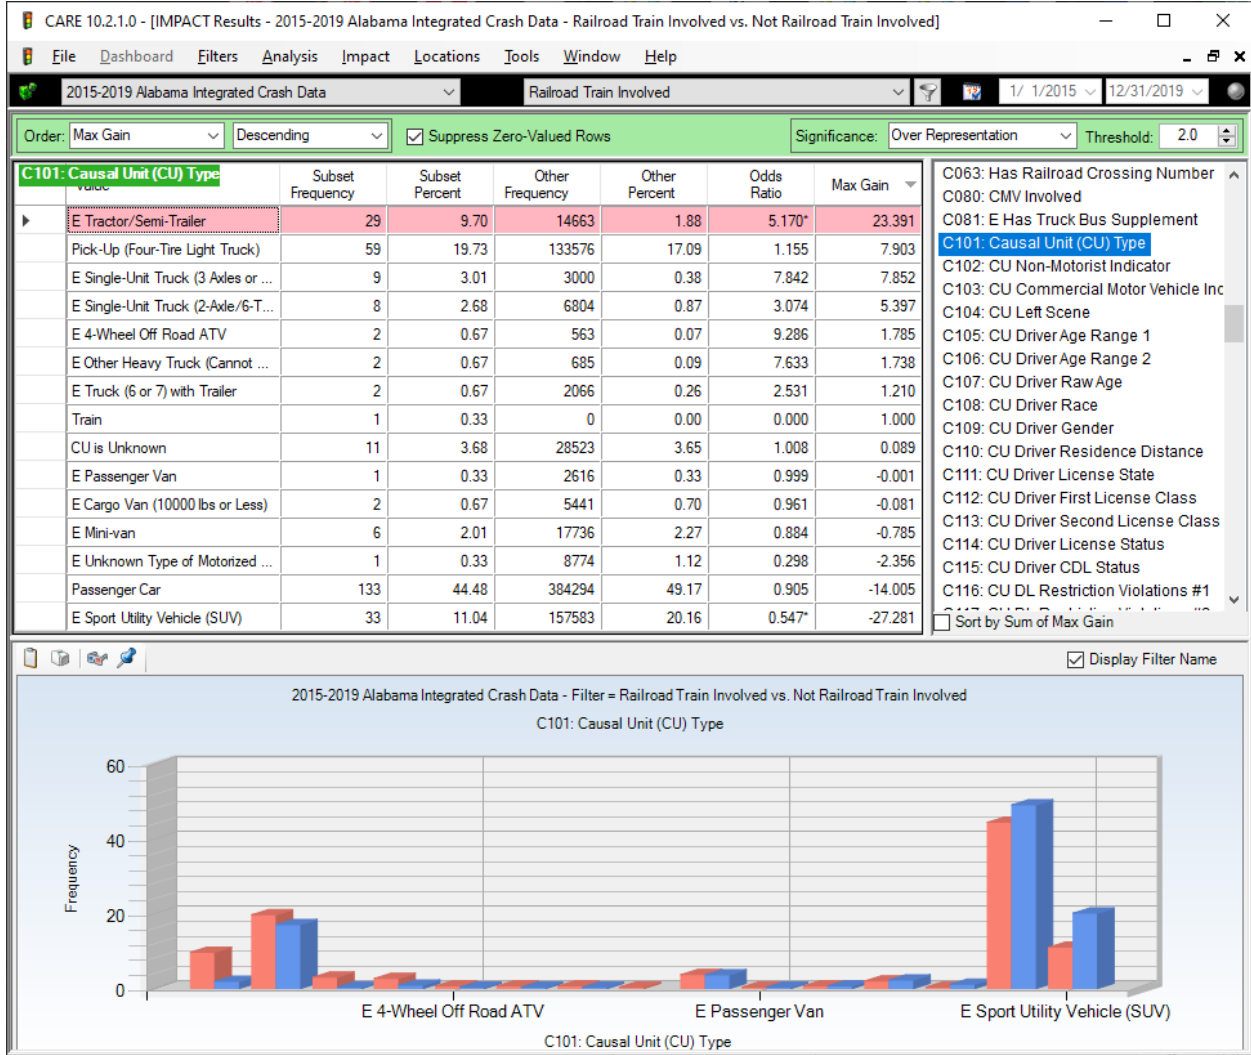 CARE 10.2.1.0 - [IMPACT Results - 2015-2019 Alabama Integrated Crash Data - Railroad Train Involved vs. Not Railroad Train Involved]
File Dashboard Filters Analysis Impact Locations Tools Window Help
2015-2019 Alabama Integrated Crash Data Railroad Train Involved 1/ 1/2015 12/31/2019
Order: Max Gain Descending Suppress Zero-Valued Rows Significance: Over Representation Threshold: 2.0
C101: Causal Unit (CU) Type Subset Frequency Subset Percent Other Frequency Other Percent Odds Ratio Max Gain
E Tractor/Semi-Trailer 29 9.70 14663 1.88 5.170* 23.391
Pick-Up (Four-Tire Light Truck) 59 19.73 133576 17.09 1.155 7.903
E Single-Unit Truck (3 Axles or ... 9 3.01 3000 0.38 7.842 7.852
E Single-Unit Truck (2-Axle/6-T... 8 2.68 6804 0.87 3.074 5.397
E 4-Wheel Off Road ATV 2 0.67 563 0.07 9.286 1.785
E Other Heavy Truck (Cannot ... 2 0.67 685 0.09 7.633 1.738
E Truck (6 or 7) with Trailer 2 0.67 2066 0.26 2.531 1.210
Train 1 0.33 0 0.00 0.000 1.000
CU is Unknown 11 3.68 28523 3.65 1.008 0.089
E Passenger Van 1 0.33 2616 0.33 0.999 -0.001
E Cargo Van (10000 lbs or Less) 2 0.67 5441 0.70 0.961 -0.081
E Mini-van 6 2.01 17736 2.27 0.884 -0.785
E Unknown Type of Motorized ... 1 0.33 8774 1.12 0.298 -2.356
Passenger Car 133 44.48 384294 49.17 0.905 -14.005
E Sport Utility Vehicle (SUV) 33 11.04 157583 20.16 0.547* -27.281
C063: Has Railroad Crossing Number
C080: CMV Involved
C081: E Has Truck Bus Supplement
C101: Causal Unit (CU) Type
C102: CU Non-Motorist Indicator
C103: CU Commercial Motor Vehicle Inc
C104: CU Left Scene
C105: CU Driver Age Range 1
C106: CU Driver Age Range 2
C107: CU Driver Raw Age
C108: CU Driver Race
C109: CU Driver Gender
C110: CU Driver Residence Distance
C111: CU Driver License State
C112: CU Driver First License Class
C113: CU Driver Second License Class
C114: CU Driver License Status
C115: CU Driver CDL Status
C116: CU DL Restriction Violations #1
Sort by Sum of Max Gain
Display Filter Name
2015-2019 Alabama Integrated Crash Data - Filter = Railroad Train Involved vs. Not Railroad Train Involved
C101: Causal Unit (CU) Type
60
40
20
0
Frequency
E 4-Wheel Off Road ATV E Passenger Van E Sport Utility Vehicle (SUV)
C101: Causal Unit (CU) Type